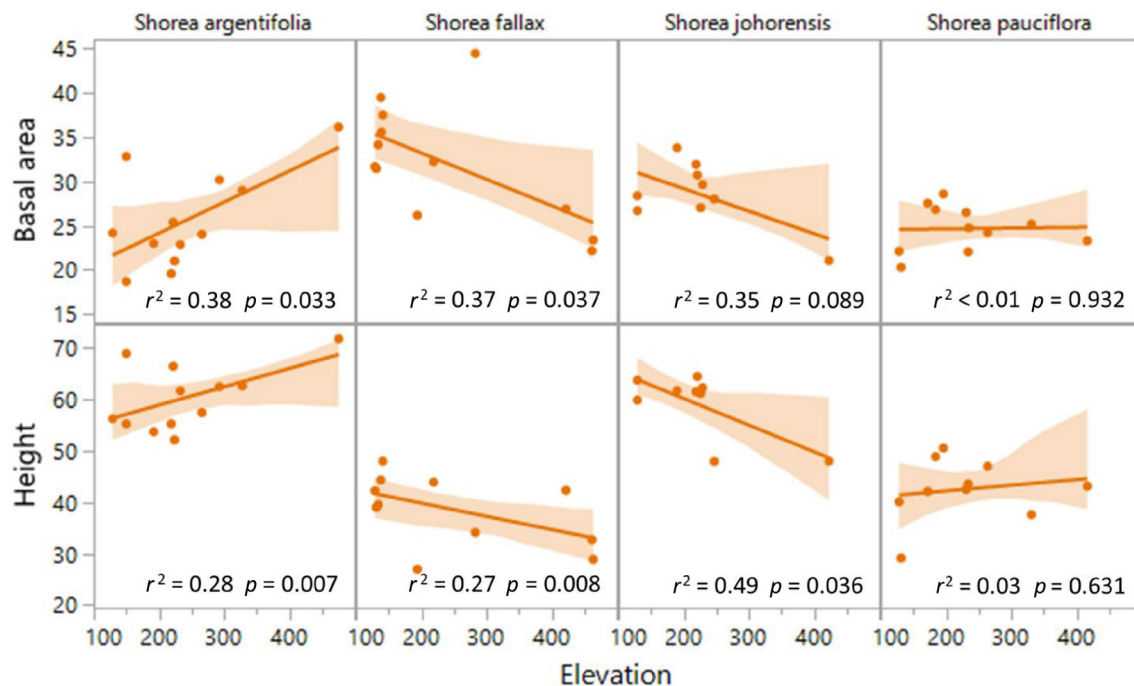 Shorea argentifolia Shorea fallax Shorea johorensis Shorea pauciflora
Basal area
45
40
35
30
25
20
15
r² = 0.38 p = 0.033
r² = 0.37 p = 0.037
r² = 0.35 p = 0.089
r² < 0.01 p = 0.932
Height
70
60
50
40
30
20
r² = 0.28 p = 0.007
r² = 0.27 p = 0.008
r² = 0.49 p = 0.036
r² = 0.03 p = 0.631
100 200 300 400 100 200 300 400 100 200 300 400 100 200 300 400
Elevation